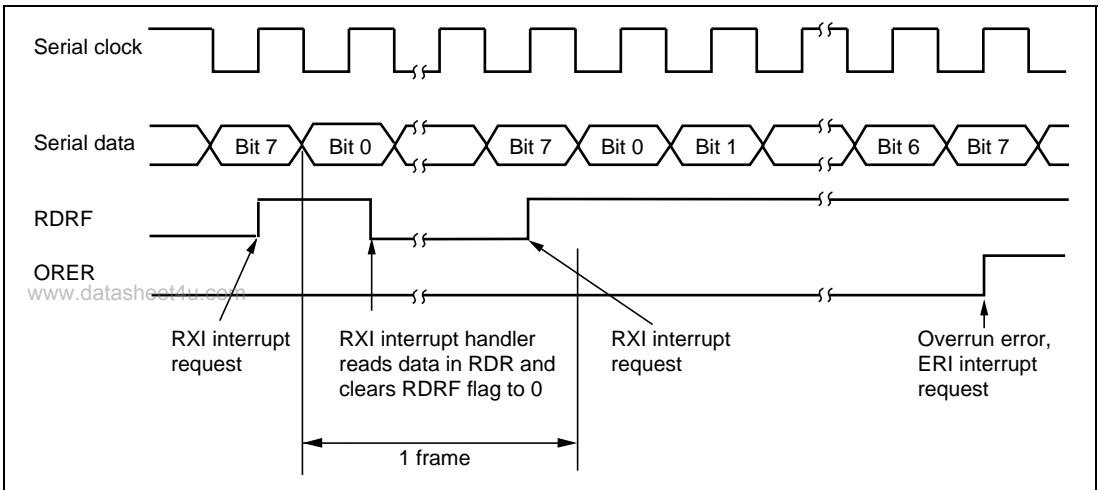 Serial clock
Serial data
Bit 7
Bit 0
Bit 7
Bit 0
Bit 1
Bit 6
Bit 7
RDRF
ORER
www.datasheet4u.com
RXI interrupt
request
RXI interrupt handler
reads data in RDR and
clears RDRF flag to 0
RXI interrupt
request
Overrun error,
ERI interrupt
request
1 frame